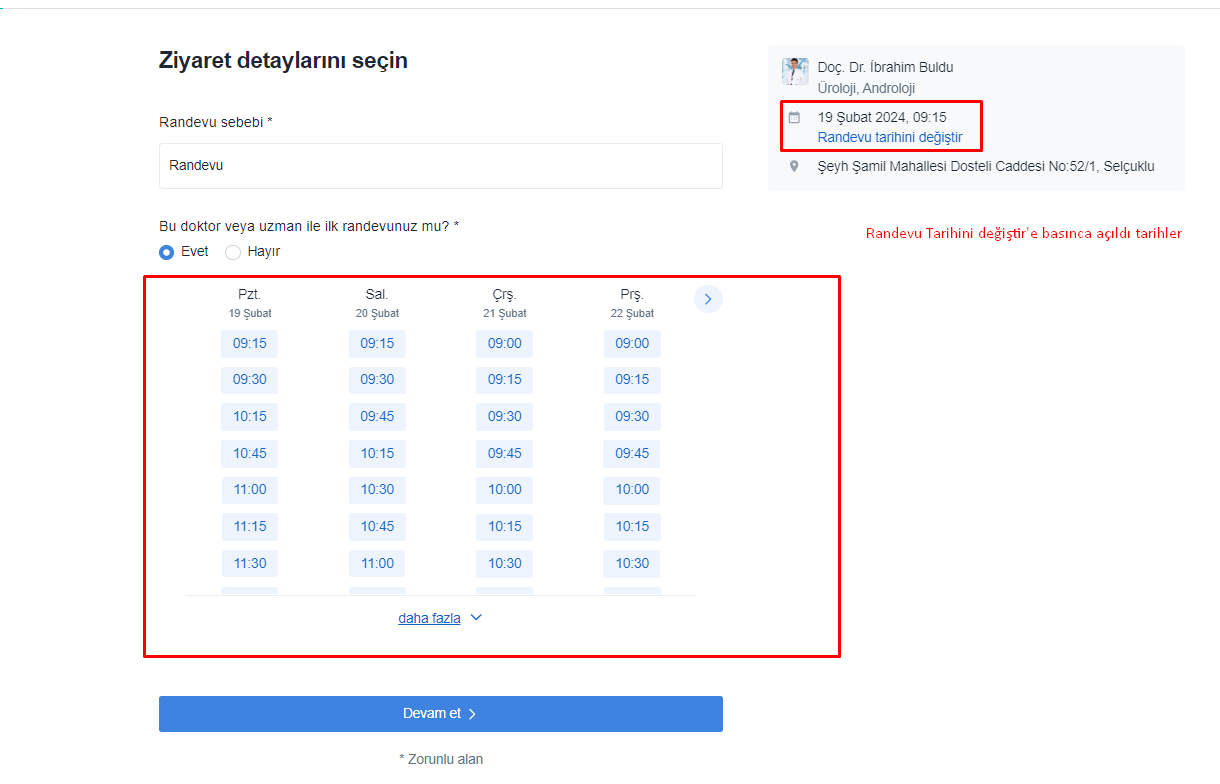 Ziyaret detaylarını seçin
Randevu sebebi *
Randevu
Bu doktor veya uzman ile ilk randevunuz mu? *
Evet Hayır
Pzt. Sal. Çrş. Prş.
19 Şubat 20 Şubat 21 Şubat 22 Şubat
09:15 09:15 09:00 09:00
09:30 09:30 09:15 09:15
10:15 09:45 09:30 09:30
10:45 10:15 09:45 09:45
11:00 10:30 10:00 10:00
11:15 10:45 10:15 10:15
11:30 11:00 10:30 10:30
daha fazla
Devam et
* Zorunlu alan
Doç. Dr. İbrahim Buldu
Üroloji, Androloji
19 Şubat 2024, 09:15
Randevu tarihini değiştir
Şeyh Şamil Mahallesi Dosteli Caddesi No:52/1, Selçuklu
Randevu Tarihini değiştir'e basınca açıldı tarihler